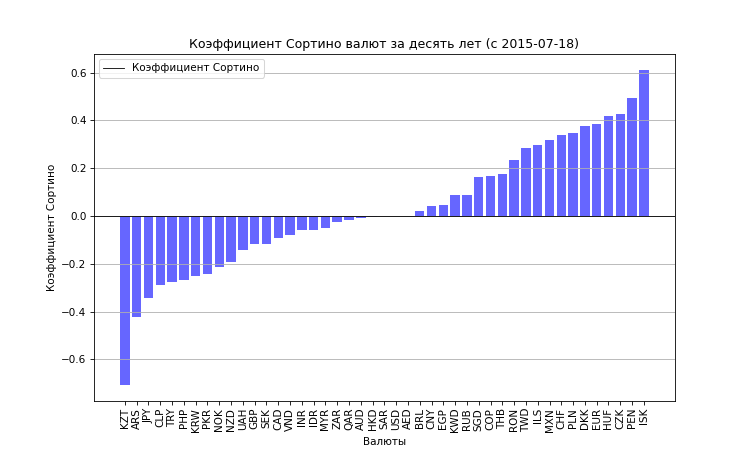 Коэффициент Сортино валют за десять лет (с 2015-07-18)
Коэффициент Сортино
0.6
0.4
0.2
0.0
−0.2
−0.4
−0.6
Коэффициент Сортино
KZT ARS JPY CLP TRY PHP KRW PKR NOK NZD UAH GBP SEK CAD VND INR IDR MYR ZAR QAR AUD HKD SAR USD AED BRL CNY EGP KWD RUB SGD COP THB RON TWD ILS MXN CHF PLN DKK EUR HUF CZK PEN ISK
Валюты